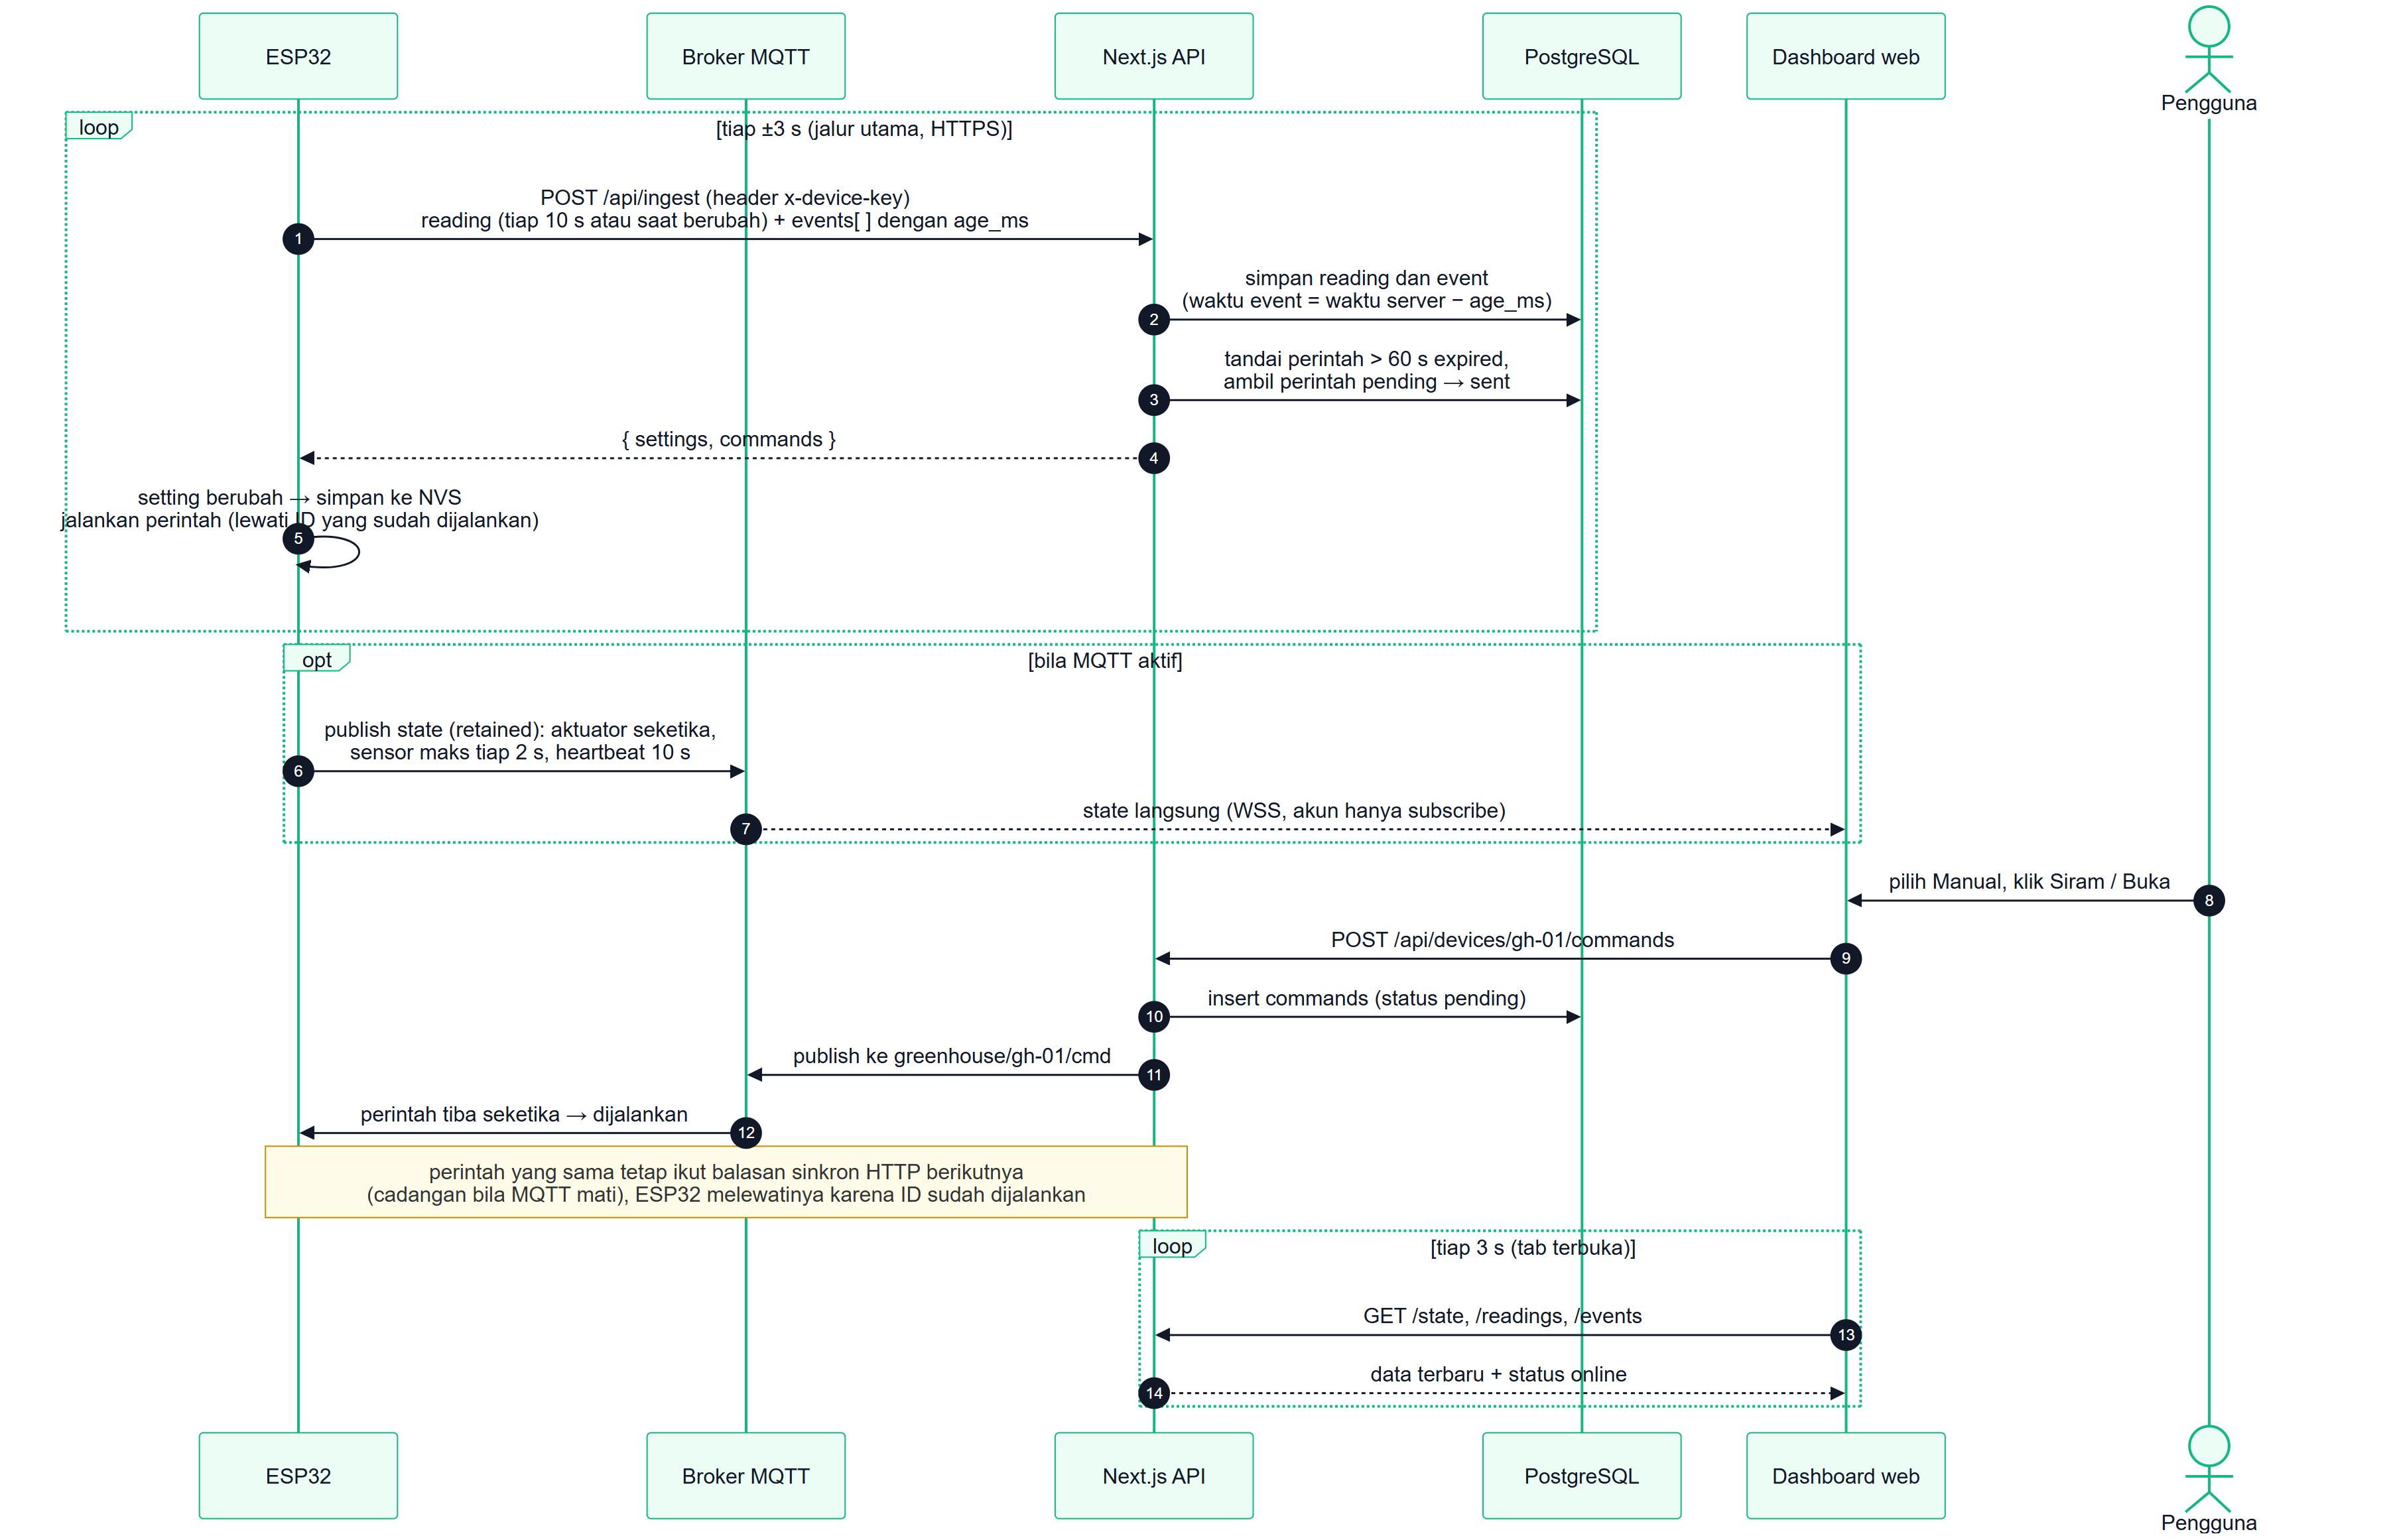 ESP32
Broker MQTT
Next.js API
PostgreSQL
Dashboard web
Pengguna
loop
[tiap ±3 s (jalur utama, HTTPS)]
POST /api/ingest (header x-device-key)
reading (tiap 10 s atau saat berubah) + events[ ] dengan age_ms
1
simpan reading dan event
(waktu event = waktu server − age_ms)
2
tandai perintah > 60 s expired,
ambil perintah pending → sent
3
{ settings, commands }
4
setting berubah → simpan ke NVS
jalankan perintah (lewati ID yang sudah dijalankan)
5
opt
[bila MQTT aktif]
publish state (retained): aktuator seketika,
sensor maks tiap 2 s, heartbeat 10 s
6
state langsung (WSS, akun hanya subscribe)
7
pilih Manual, klik Siram / Buka
8
POST /api/devices/gh-01/commands
9
insert commands (status pending)
10
publish ke greenhouse/gh-01/cmd
11
perintah tiba seketika → dijalankan
12
perintah yang sama tetap ikut balasan sinkron HTTP berikutnya
(cadangan bila MQTT mati), ESP32 melewatinya karena ID sudah dijalankan
loop
[tiap 3 s (tab terbuka)]
GET /state, /readings, /events
13
data terbaru + status online
14
ESP32
Broker MQTT
Next.js API
PostgreSQL
Dashboard web
Pengguna